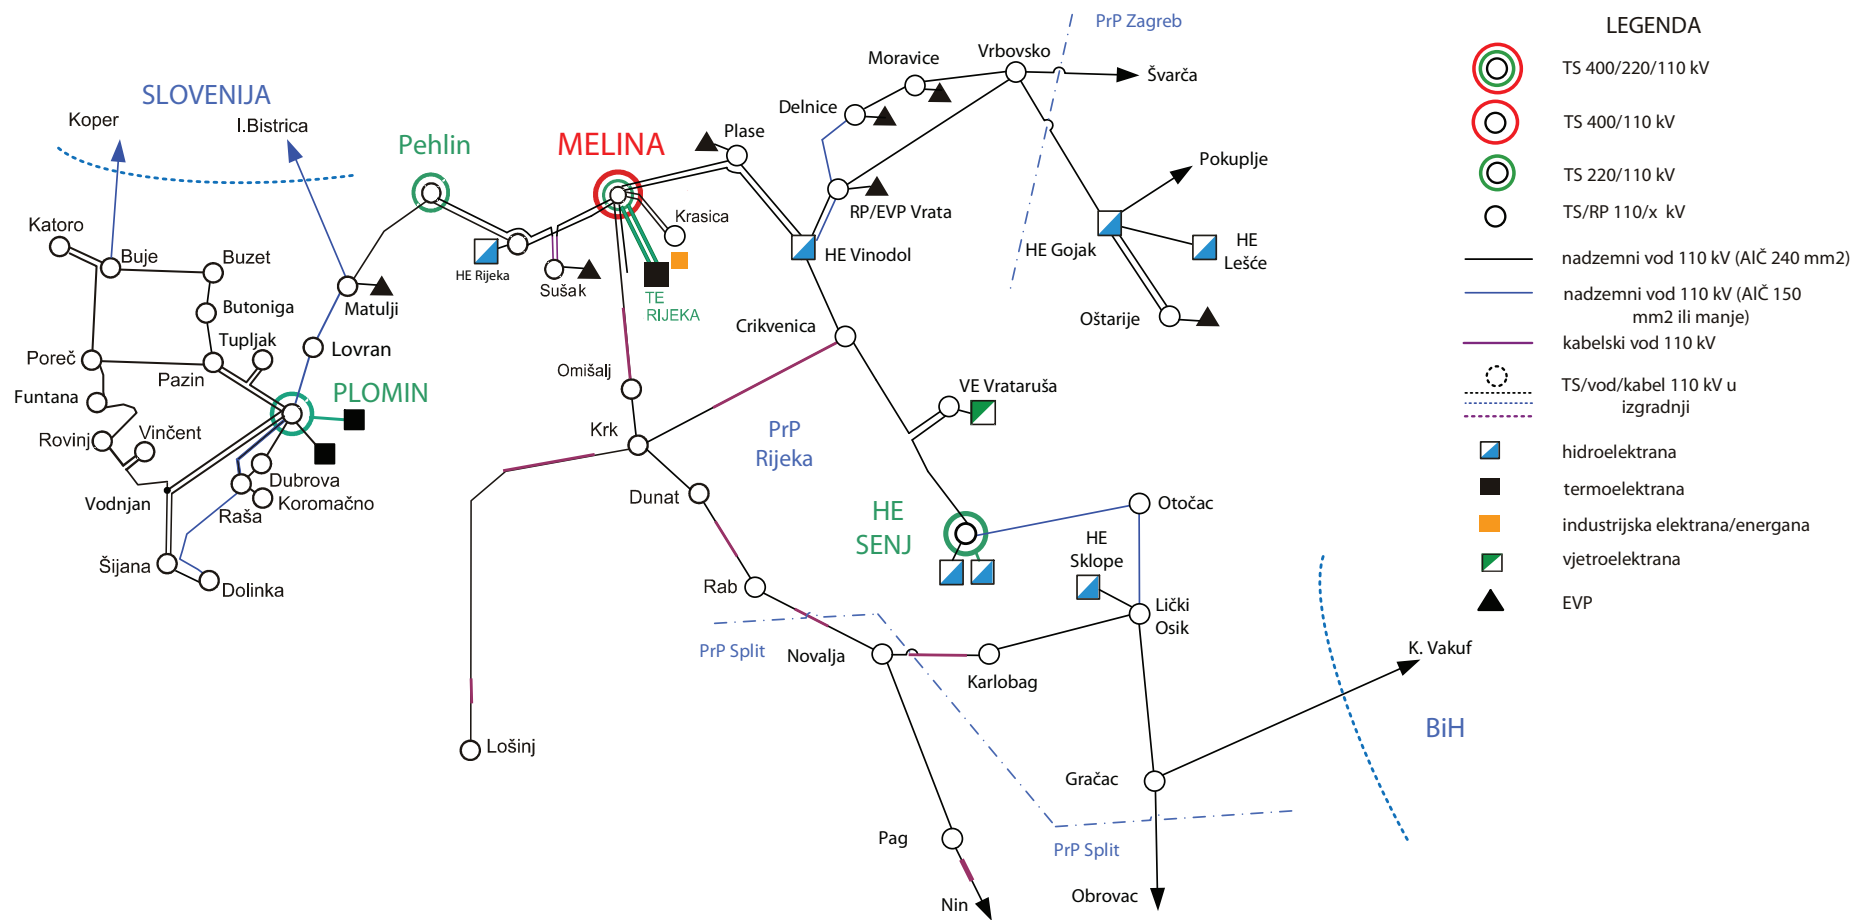 PrP Zagreb
LEGENDA
Moravice
Vrbovsko
Švarča
TS 400/220/110 kV
SLOVENIJA
Koper
I.Bistrica
Delnice
TS 400/110 kV
Pehlin
MELINA
Plase
Pokuplje
TS 220/110 kV
Katoro
Krasica
RP/EVP Vrata
TS/RP 110/x kV
Buje
Buzet
HE Rijeka
Sušak
HE Vinodol
HE Gojak
HE
Lešće
nadzemni vod 110 kV (AlČ 240 mm2)
Butoniga
Matulji
TE
RIJEKA
nadzemni vod 110 kV (AlČ 150
mm2 ili manje)
Tupljak
Crikvenica
Oštarije
kabelski vod 110 kV
Poreč
Pazin
Lovran
Omišalj
Funtana
PLOMIN
VE Vrataruša
TS/vod/kabel 110 kV u
izgradnji
Rovinj
Vinčent
Krk
PrP
Rijeka
hidroelektrana
Dubrova
Vodnjan
Koromačno
Raša
Dunat
HE
SENJ
Otočac
termoelektrana
industrijska elektrana/energana
HE
Sklope
Šijana
Dolinka
Rab
vjetroelektrana
Lički
Osik
EVP
PrP Split
Novalja
Karlobag
K. Vakuf
BiH
Lošinj
Gračac
Pag
PrP Split
Nin
Obrovac